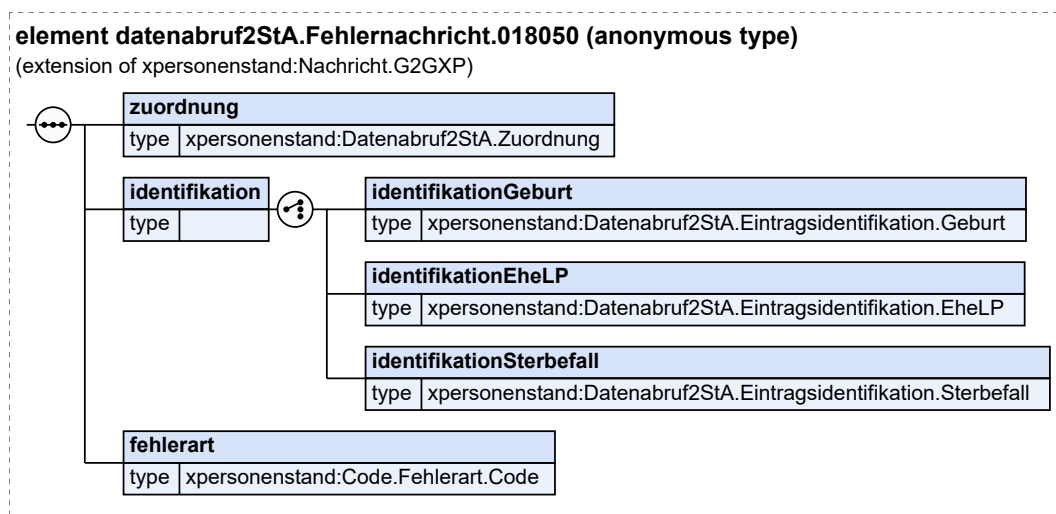 element datenabruf2StA.Fehlernachricht.018050 (anonymous type)
(extension of xpersonenstand:Nachricht.G2GXP)
zuordnung
type xpersonenstand:Datenabruf2StA.Zuordnung
identifikation
type
identifikationGeburt
type xpersonenstand:Datenabruf2StA.Eintragsidentifikation.Geburt
identifikationEheLP
type xpersonenstand:Datenabruf2StA.Eintragsidentifikation.EheLP
identifikationSterbefall
type xpersonenstand:Datenabruf2StA.Eintragsidentifikation.Sterbefall
fehlerart
type xpersonenstand:Code.Fehlerart.Code